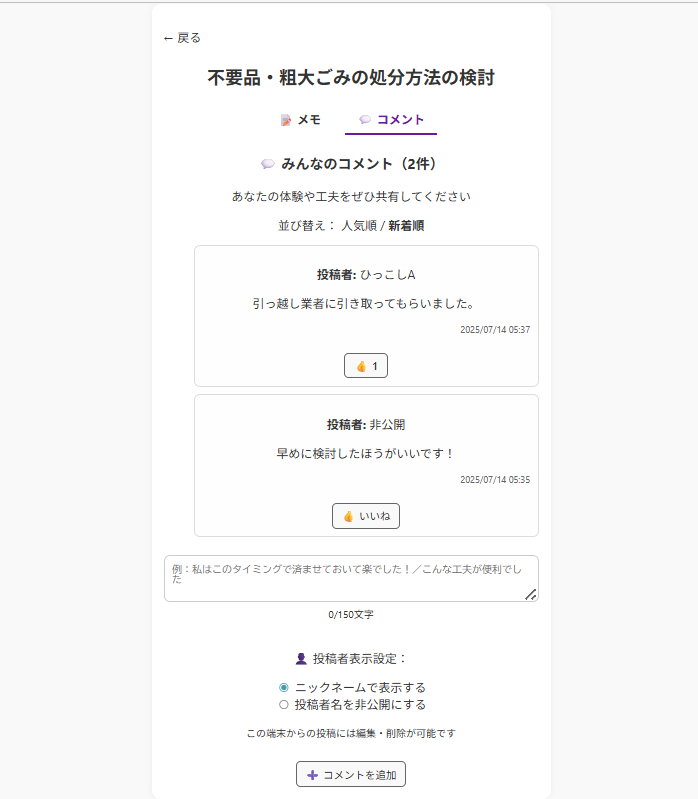 ← 戻る
不要品・粗大ごみの処分方法の検討
📝 メモ 💬 コメント
💬 みんなのコメント（2件）
あなたの体験や工夫をぜひ共有してください
並び替え： 人気順 / 新着順
投稿者: ひっこしA
引っ越し業者に引き取ってもらいました。
2025/07/14 05:37
👍 1
投稿者: 非公開
早めに検討したほうがいいです！
2025/07/14 05:35
👍 いいね
例：私はこのタイミングで済ませておいて楽でした！／こんな工夫が便利でし
た
0/150文字
👤 投稿者表示設定：
ニックネームで表示する
投稿者名を非公開にする
この端末からの投稿には編集・削除が可能です
➕ コメントを追加